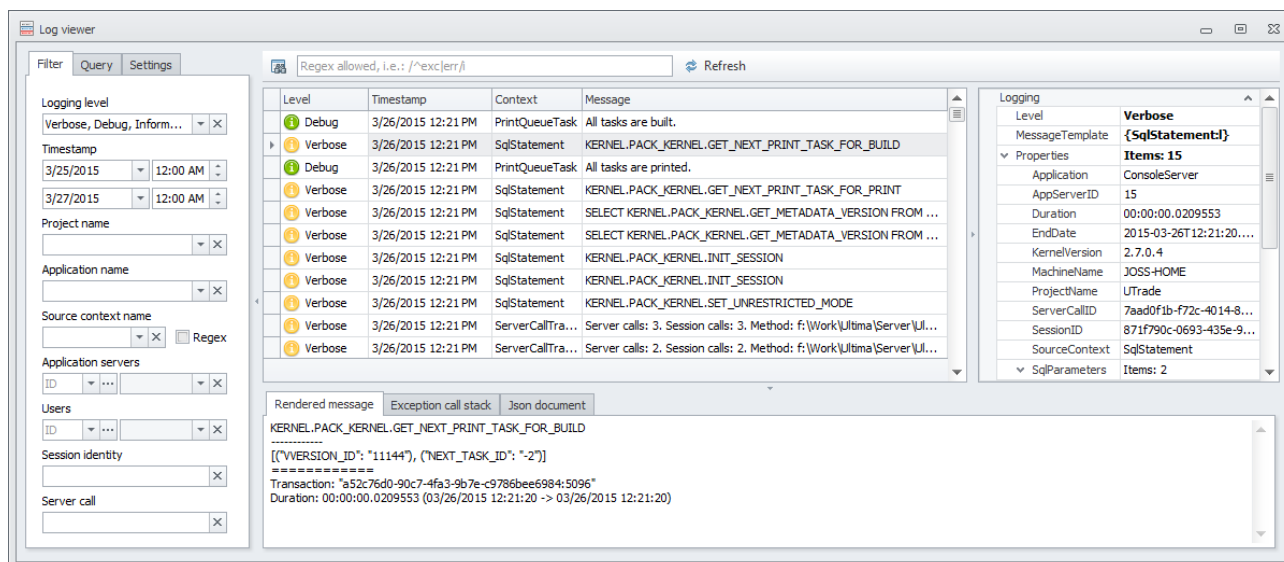 Log viewer
Filter Query Settings
Logging level
Verbose, Debug, Inform...
Timestamp
3/25/2015 12:00 AM
3/27/2015 12:00 AM
Project name
Application name
Source context name
Regex
Application servers
ID
Users
ID
Session identity
Server call
Regex allowed, i.e.: /^exc|err/i Refresh
Level Timestamp Context Message
Debug 3/26/2015 12:21 PM PrintQueueTask All tasks are built.
Verbose 3/26/2015 12:21 PM SqlStatement KERNEL.PACK_KERNEL.GET_NEXT_PRINT_TASK_FOR_BUILD
Debug 3/26/2015 12:21 PM PrintQueueTask All tasks are printed.
Verbose 3/26/2015 12:21 PM SqlStatement KERNEL.PACK_KERNEL.GET_NEXT_PRINT_TASK_FOR_PRINT
Verbose 3/26/2015 12:21 PM SqlStatement SELECT KERNEL.PACK_KERNEL.GET_METADATA_VERSION FROM ...
Verbose 3/26/2015 12:21 PM SqlStatement SELECT KERNEL.PACK_KERNEL.GET_METADATA_VERSION FROM ...
Verbose 3/26/2015 12:21 PM SqlStatement KERNEL.PACK_KERNEL.INIT_SESSION
Verbose 3/26/2015 12:21 PM SqlStatement KERNEL.PACK_KERNEL.INIT_SESSION
Verbose 3/26/2015 12:21 PM SqlStatement KERNEL.PACK_KERNEL.SET_UNRESTRICTED_MODE
Verbose 3/26/2015 12:21 PM ServerCallTra... Server calls: 3. Session calls: 3. Method: f:\Work\Ultima\Server\Ul...
Verbose 3/26/2015 12:21 PM ServerCallTra... Server calls: 2. Session calls: 2. Method: f:\Work\Ultima\Server\Ul...
Logging
Level Verbose
MessageTemplate {SqlStatement:l}
Properties Items: 15
Application ConsoleServer
AppServerID 15
Duration 00:00:00.0209553
EndDate 2015-03-26T12:21:20....
KernelVersion 2.7.0.4
MachineName JOSS-HOME
ProjectName UTrade
ServerCallID 7aad0f1b-f72c-4014-8...
SessionID 871f790c-0693-435e-9...
SourceContext SqlStatement
SqlParameters Items: 2
Rendered message Exception call stack Json document
KERNEL.PACK_KERNEL.GET_NEXT_PRINT_TASK_FOR_BUILD
------------
[("VVERSION_ID": "11144"), ("NEXT_TASK_ID": "-2")]
============
Transaction: "a52c76d0-90c7-4fa3-9b7e-c9786bee6984:5096"
Duration: 00:00:00.0209553 (03/26/2015 12:21:20 -> 03/26/2015 12:21:20)